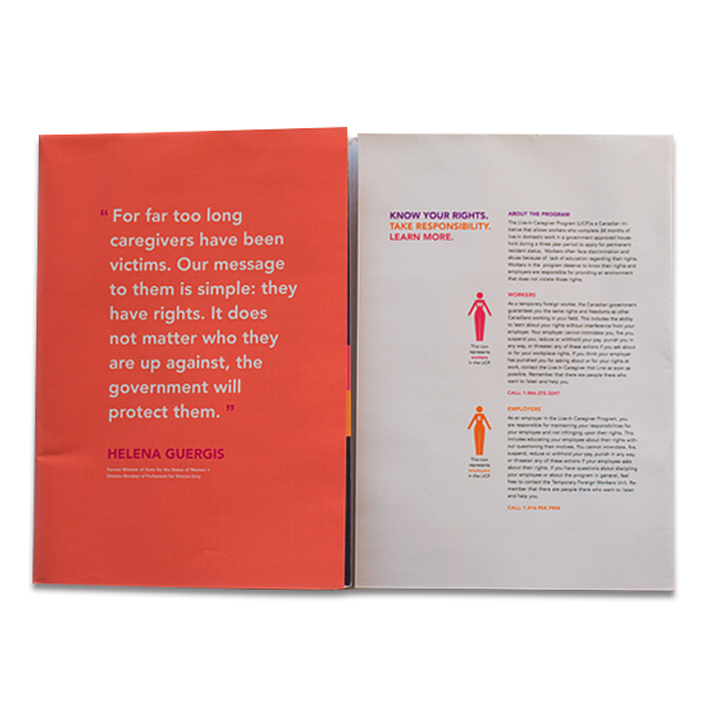 “ For far too long
caregivers have been
victims. Our message
to them is simple: they
have rights. It does
not matter who they
are up against, the
government will
protect them. ”
HELENA GUERGIS
Former Minister of State for the Status of Women +
Ontario Member of Parliament for Simcoe-Grey
KNOW YOUR RIGHTS.
TAKE RESPONSIBILITY.
LEARN MORE.
ABOUT THE PROGRAM
The Live-in Caregiver Program (LCP)is a Canadian ini-
tiative that allows workers who complete 24 months of
live-in domestic work in a government approved house-
hold during a three year period to apply for permanent
resident status. Workers often face discrimination and
abuse because of lack of education regarding their rights.
Workers in the program deserve to know their rights and
employers are responsible for providing an environment
that does not violate those rights.
This icon
represents
workers
in the LCP.
WORKERS
As a temporary foreign worker, the Canadian government
guarantees you the same rights and freedoms as other
Canadians working in your field. This includes the ability
to learn about your rights without interference from your
employer. Your employer cannot intimidate you, fire you,
suspend you, reduce or withhold your pay, punish you in
any way, or threaten any of these actions if you ask about
or for your workplace rights. If you think your employer
has punished you for asking about or for your rights at
work, contact the Live-in Caregiver Hot Line as soon as
possible. Remember that there are people there who
want to listen and help you.
CALL: 1.866.372.3247
This icon
represents
employers
in the LCP.
EMPLOYERS
As an employer in the Live-in Caregiver Program, you
are responsible for maintaining your responsibilities for
your employee and not infringing upon their rights. This
includes educating your employee about their rights with-
out questioning their motives. You cannot intimidate, fire,
suspend, reduce or withhold your pay, punish in any way,
or threaten any of these actions if your employee asks
about their rights. If you have questions about disciplining
your employee or about the program in general, feel
free to contact the Temporary Foreign Workers Unit. Re-
member that there are people there who want to listen
and help you.
CALL: 1.416.954.7954